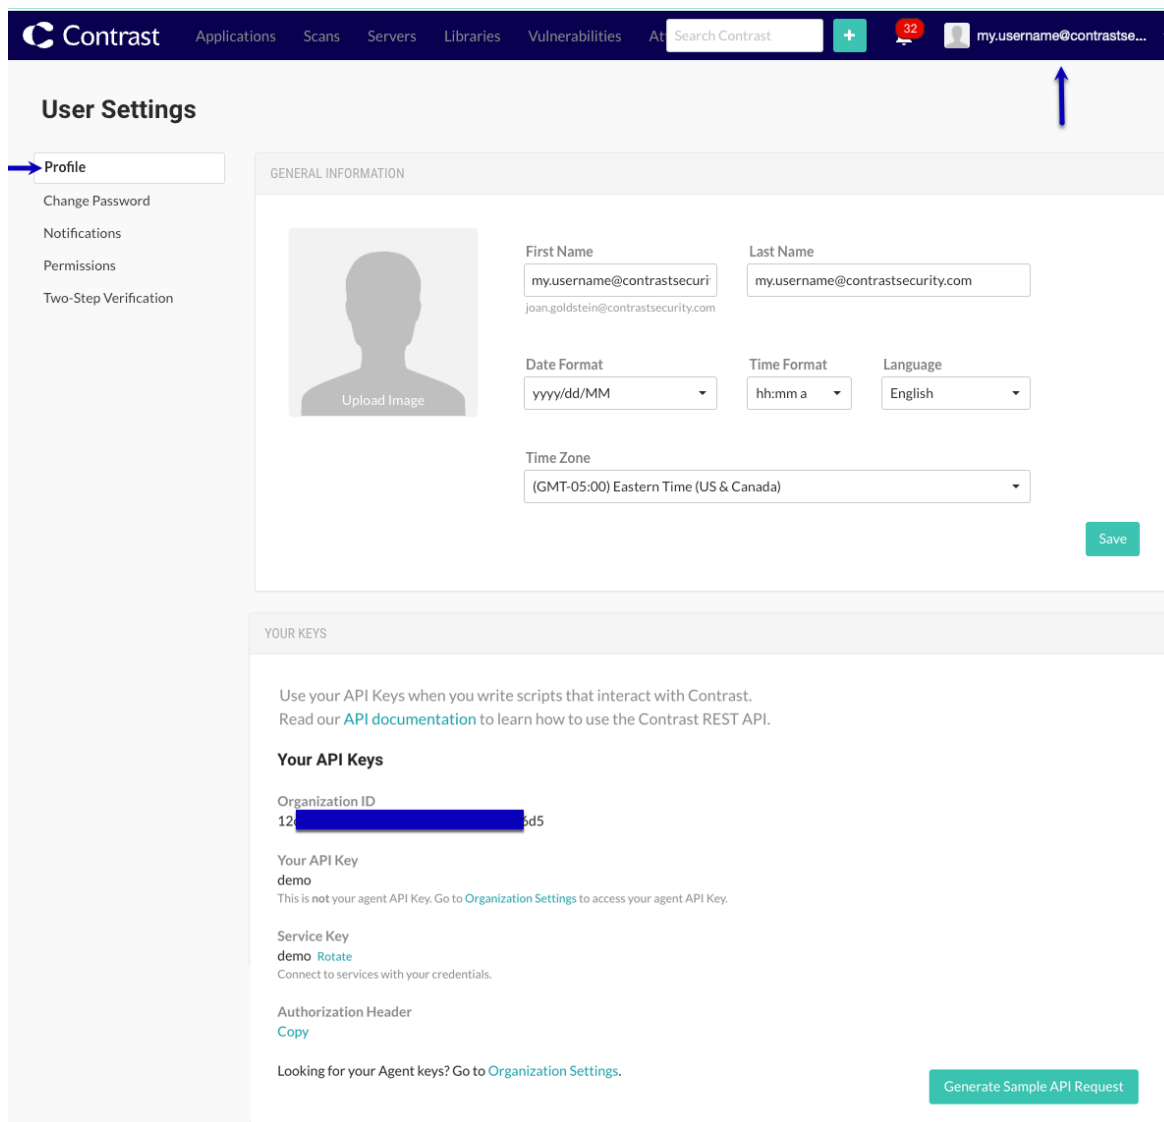 Contrast Applications Scans Servers Libraries Vulnerabilities At Search Contrast + 32 my.username@contrastse...
User Settings
Profile
Change Password
Notifications
Permissions
Two-Step Verification
GENERAL INFORMATION
Upload Image
First Name Last Name
my.username@contrastsecuri my.username@contrastsecurity.com
joan.goldstein@contrastsecurity.com
Date Format Time Format Language
yyyy/dd/MM hh:mm a English
Time Zone
(GMT-05:00) Eastern Time (US & Canada)
Save
YOUR KEYS
Use your API Keys when you write scripts that interact with Contrast.
Read our API documentation to learn how to use the Contrast REST API.
Your API Keys
Organization ID
12 6d5
Your API Key
demo
This is not your agent API Key. Go to Organization Settings to access your agent API Key.
Service Key
demo Rotate
Connect to services with your credentials.
Authorization Header
Copy
Looking for your Agent keys? Go to Organization Settings.
Generate Sample API Request